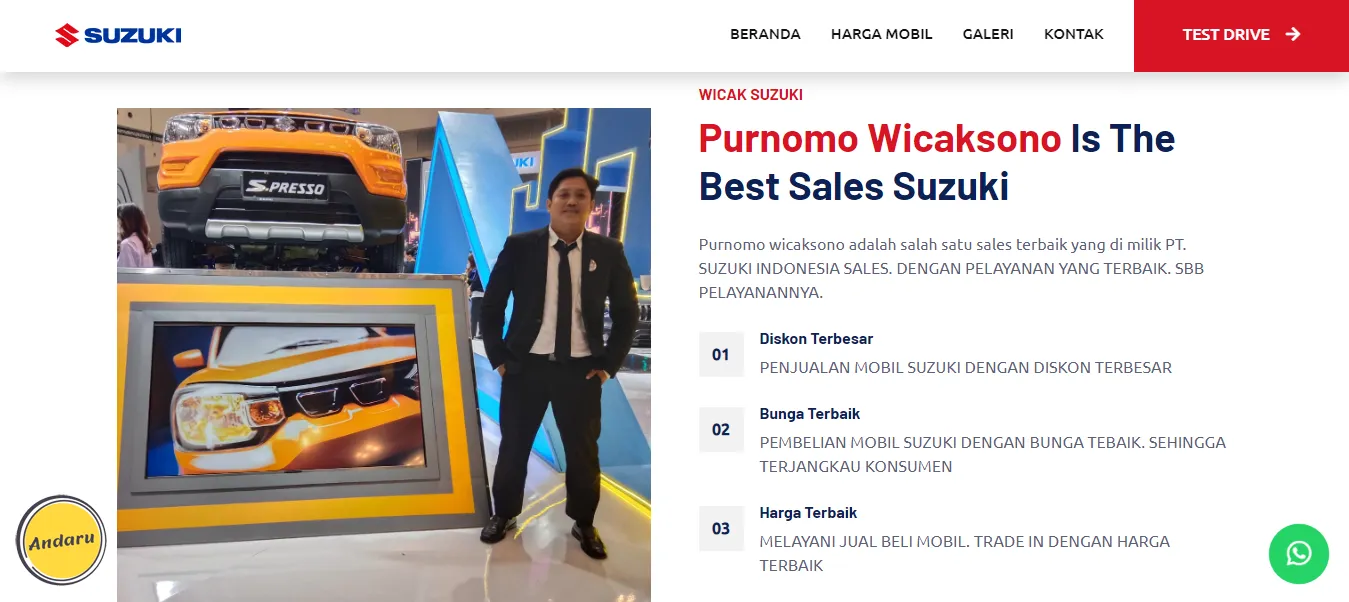 SUZUKI
BERANDA
HARGA MOBIL
GALERI
KONTAK
TEST DRIVE
WICAK SUZUKI
Purnomo Wicaksono Is The
Best Sales Suzuki
Purnomo wicaksono adalah salah satu sales terbaik yang di milik PT.
SUZUKI INDONESIA SALES. DENGAN PELAYANAN YANG TERBAIK. SBB
PELAYANANNYA.
01
Diskon Terbesar
PENJUALAN MOBIL SUZUKI DENGAN DISKON TERBESAR
02
Bunga Terbaik
PEMBELIAN MOBIL SUZUKI DENGAN BUNGA TEBAIK. SEHINGGA
TERJANGKAU KONSUMEN
03
Harga Terbaik
MELAYANI JUAL BELI MOBIL. TRADE IN DENGAN HARGA
TERBAIK
S.PRESSO
UKI
Andaru